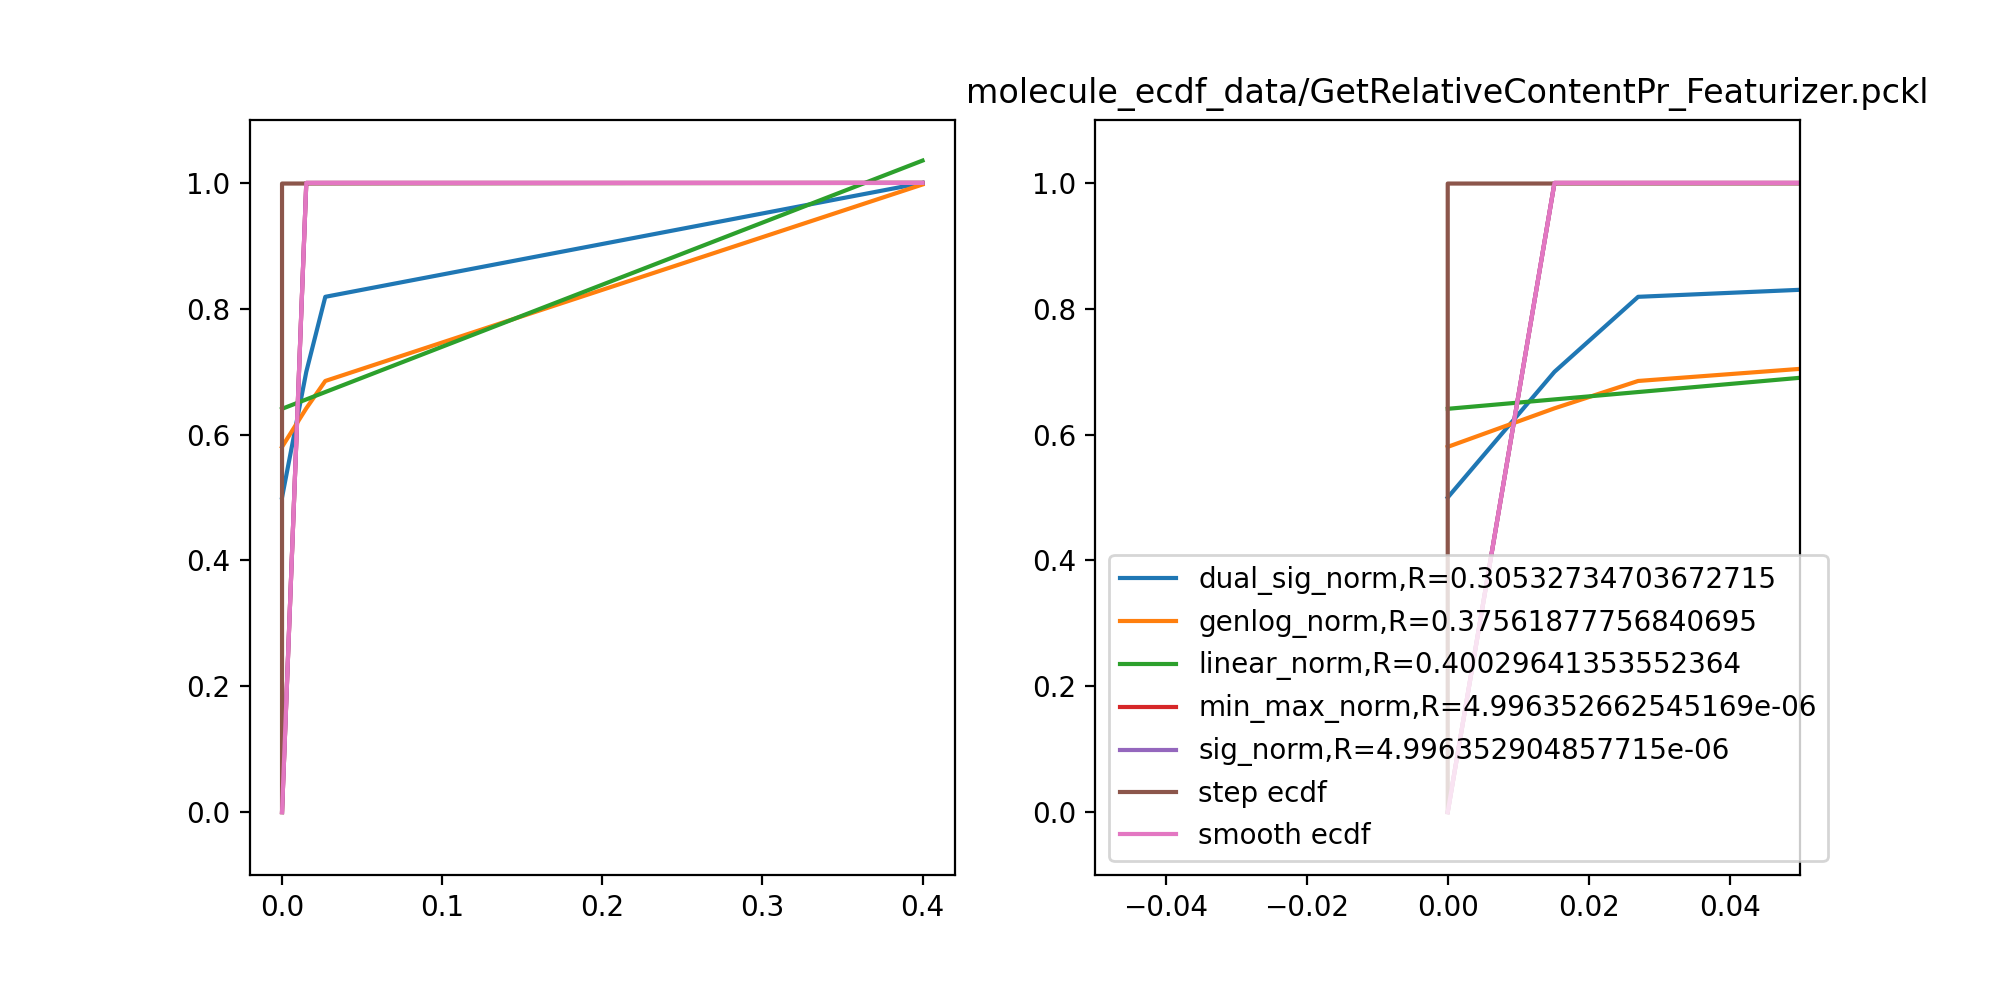 molecule_ecdf_data/GetRelativeContentPr_Featurizer.pckl
1.0
0.8
0.6
0.4
0.2
0.0
0.0 0.1 0.2 0.3 0.4
1.0
0.8
0.6
0.4
0.2
0.0
−0.04 −0.02 0.00 0.02 0.04
dual_sig_norm,R=0.30532734703672715
genlog_norm,R=0.37561877756840695
linear_norm,R=0.40029641353552364
min_max_norm,R=4.996352662545169e-06
sig_norm,R=4.996352904857715e-06
step ecdf
smooth ecdf